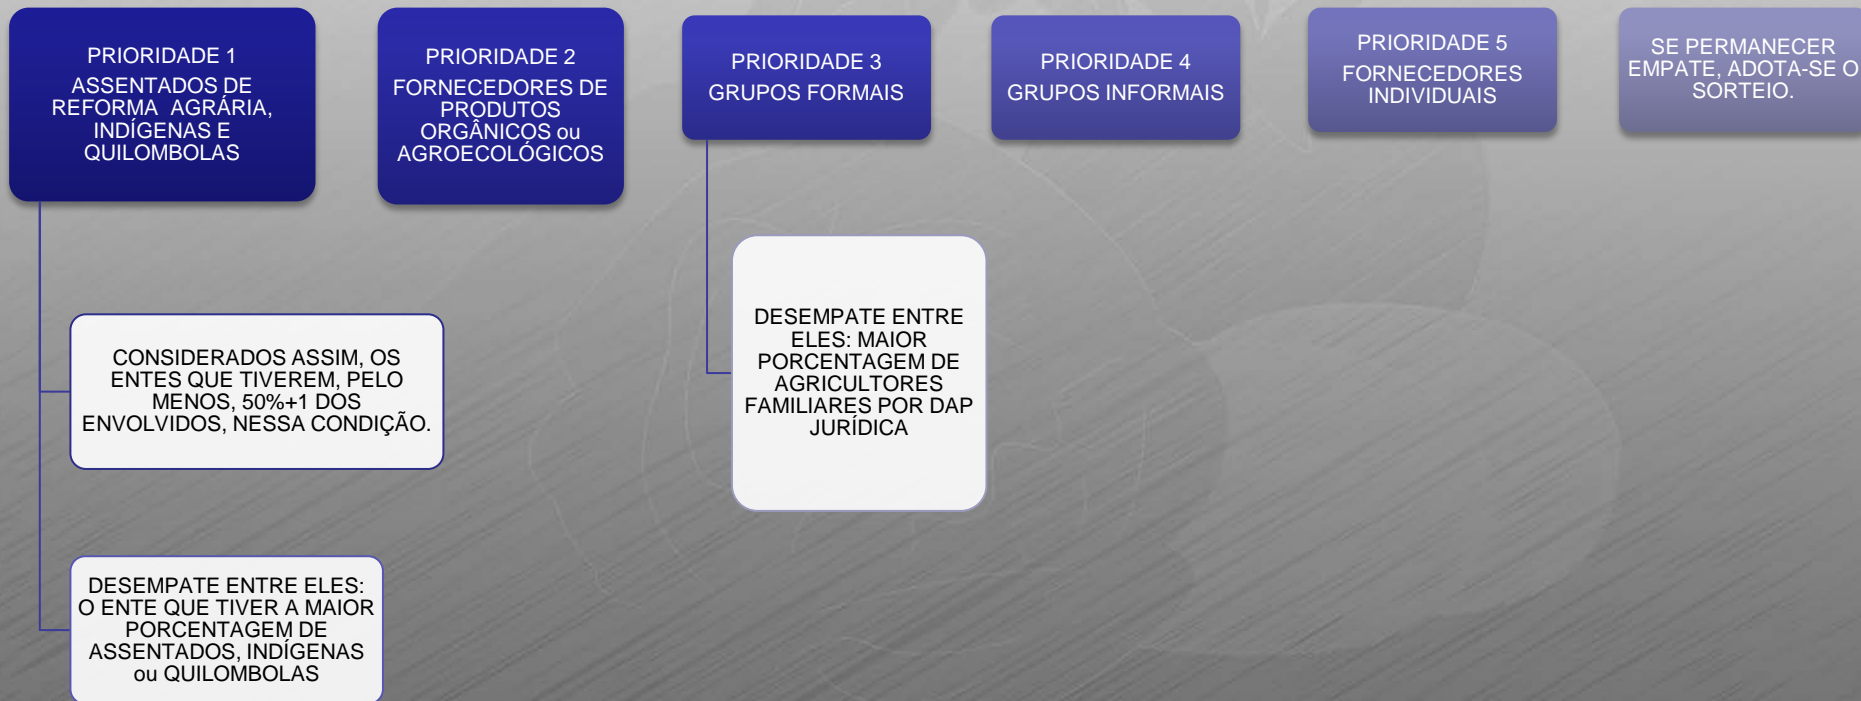 PRIORIDADE 1
ASSENTADOS DE
REFORMA AGRÁRIA,
INDÍGENAS E
QUILOMBOLAS
PRIORIDADE 2
FORNECEDORES DE
PRODUTOS
ORGÂNICOS ou
AGROECOLÓGICOS
PRIORIDADE 3
GRUPOS FORMAIS
PRIORIDADE 4
GRUPOS INFORMAIS
PRIORIDADE 5
FORNECEDORES
INDIVIDUAIS
SE PERMANECER
EMPATE, ADOTA-SE O
SORTEIO.
CONSIDERADOS ASSIM, OS
ENTES QUE TIVEREM, PELO
MENOS, 50%+1 DOS
ENVOLVIDOS, NESSA CONDIÇÃO.
DESEMPATE ENTRE ELES:
O ENTE QUE TIVER A MAIOR
PORCENTAGEM DE
ASSENTADOS, INDÍGENAS
ou QUILOMBOLAS
DESEMPATE ENTRE
ELES: MAIOR
PORCENTAGEM DE
AGRICULTORES
FAMILIARES POR DAP
JURÍDICA